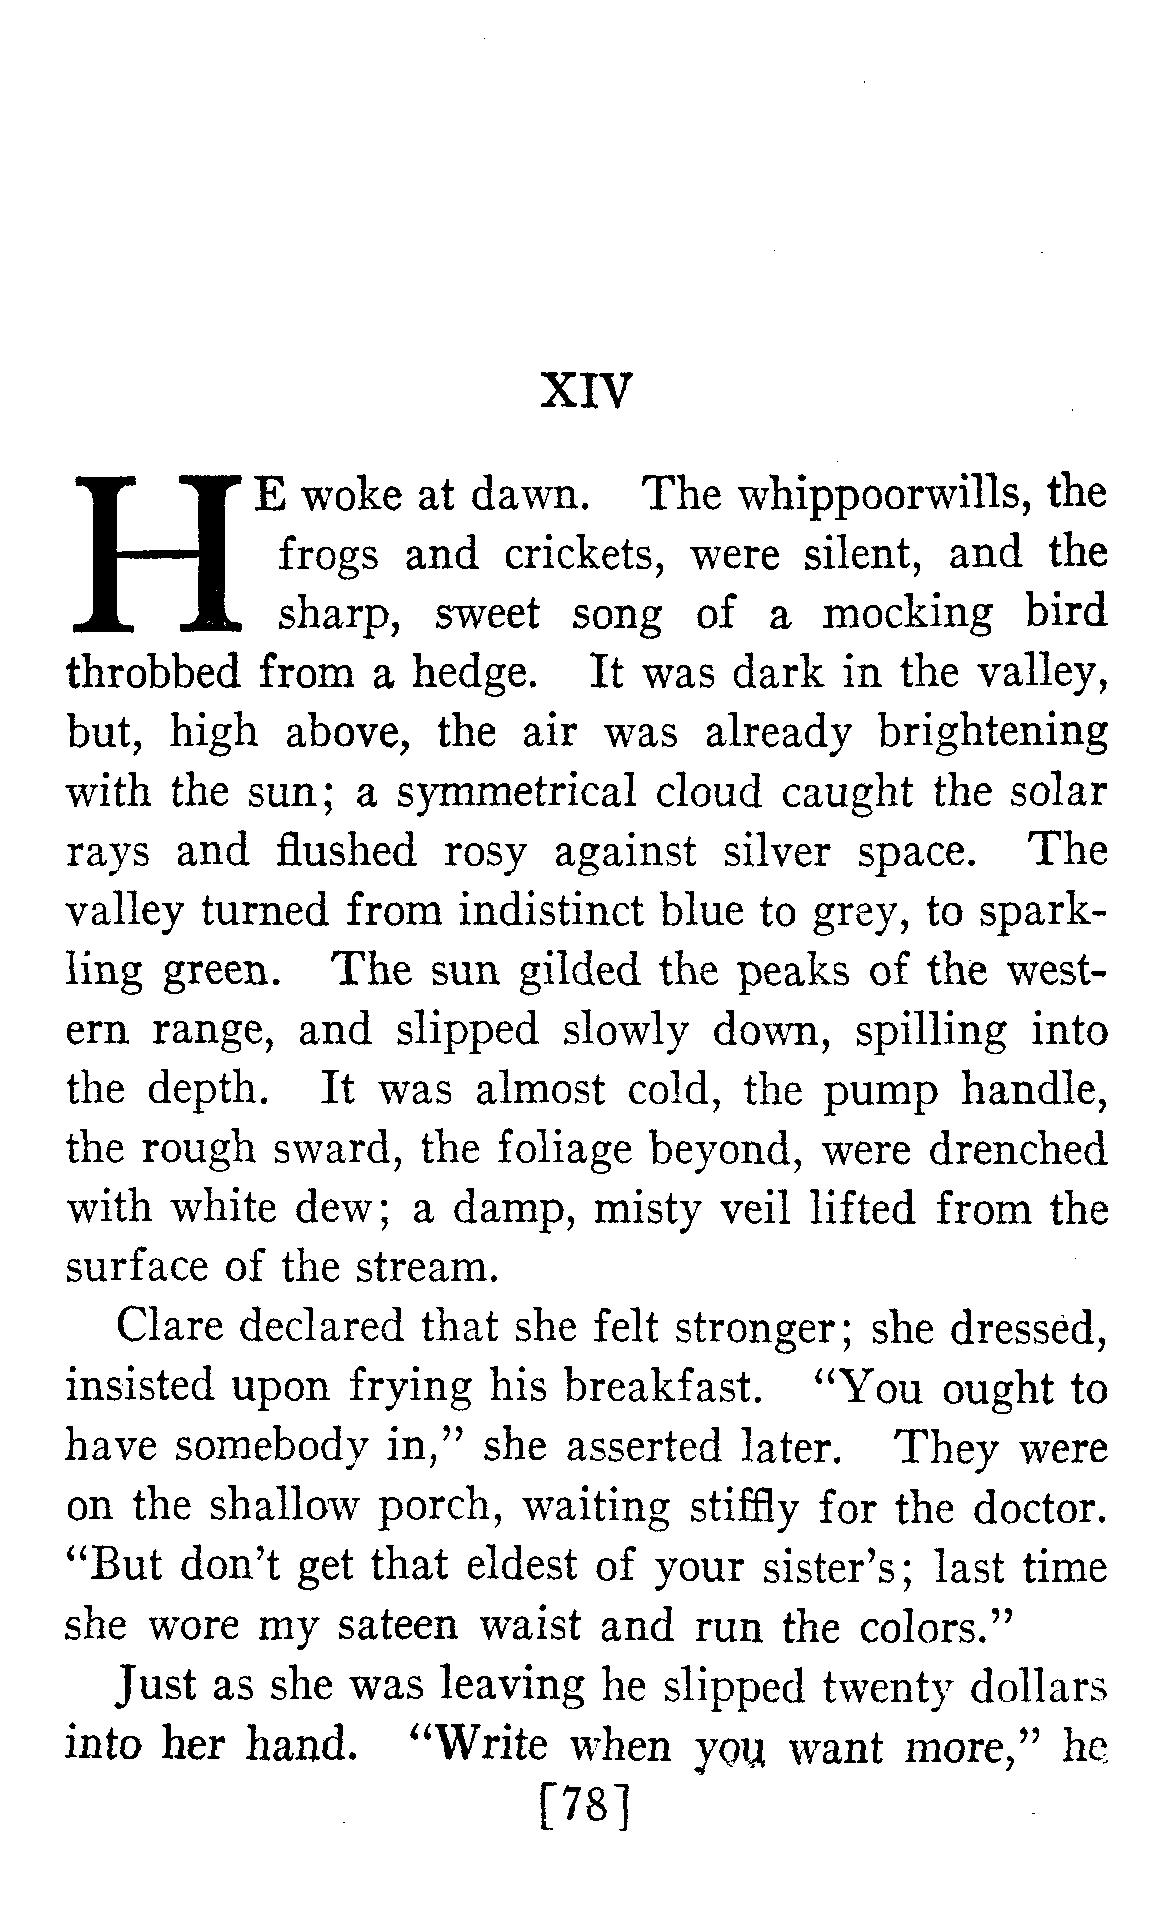 XIV
HE woke at dawn. The whippoorwills, the
frogs and crickets, were silent, and the
sharp, sweet song of a mocking bird
throbbed from a hedge. It was dark in the valley,
but, high above, the air was already brightening
with the sun; a symmetrical cloud caught the solar
rays and flushed rosy against silver space. The
valley turned from indistinct blue to grey, to spark-
ling green. The sun gilded the peaks of the west-
ern range, and slipped slowly down, spilling into
the depth. It was almost cold, the pump handle,
the rough sward, the foliage beyond, were drenched
with white dew; a damp, misty veil lifted from the
surface of the stream.
Clare declared that she felt stronger; she dressed,
insisted upon frying his breakfast. "You ought to
have somebody in," she asserted later. They were
on the shallow porch, waiting stiffly for the doctor.
"But don't get that eldest of your sister's; last time
she wore my sateen waist and run the colors."
Just as she was leaving he slipped twenty dollars
into her hand. "Write when you want more," he
[78]